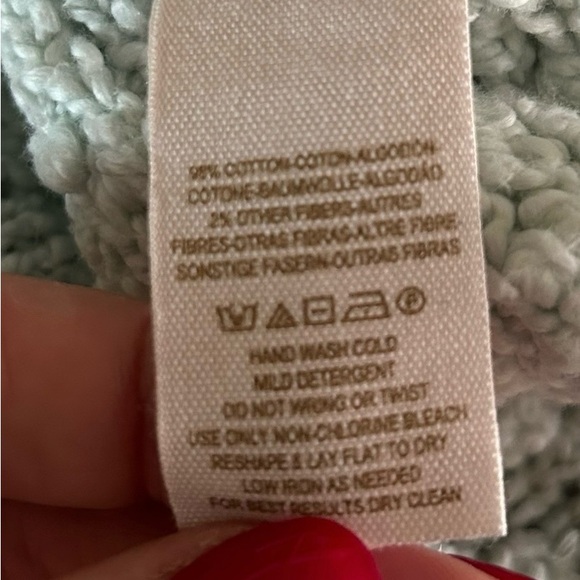 98% COTTON-COTON-ALGODÓN
COTONE-BAUMWOLLE-ALGODÃO
2% OTHER FIBERS-AUTRES
FIBRES-OTRAS FIBRAS-ALTRE FIBRE
SONSTIGE FASERN-OUTRAS FIBRAS
P
HAND WASH COLD
MILD DETERGENT
DO NOT WRING OR TWIST
USE ONLY NON-CHLORINE BLEACH
RESHAPE & LAY FLAT TO DRY
LOW IRON AS NEEDED
FOR BEST RESULTS DRY CLEAN